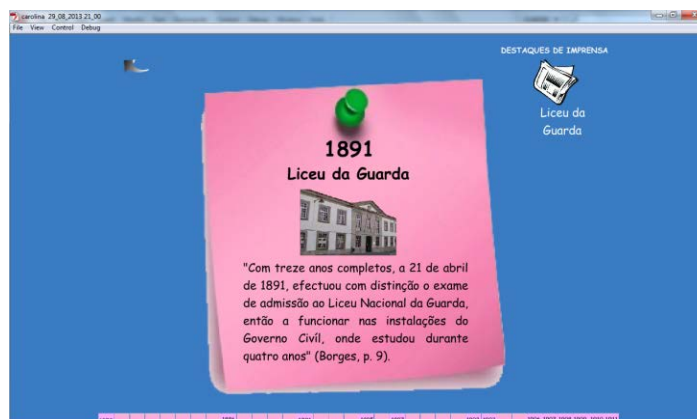 carolina 29_08_2013 21_00
File View Control Debug
DESTAQUES DE IMPRENSA
Liceu da
Guarda
1891
Liceu da Guarda
"Com treze anos completos, a 21 de abril
de 1891, efectuou com distinção o exame
de admissão ao Liceu Nacional da Guarda,
então a funcionar nas instalações do
Governo Civíl, onde estudou durante
quatro anos" (Borges, p. 9).